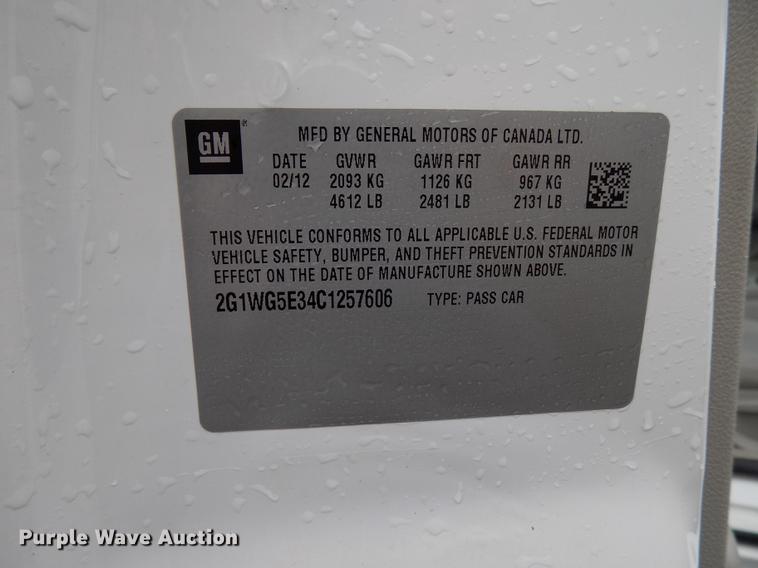 GM
MFD BY GENERAL MOTORS OF CANADA LTD.
DATE GVWR GAWR FRT GAWR RR
02/12 2093 KG 1126 KG 967 KG
4612 LB 2481 LB 2131 LB
THIS VEHICLE CONFORMS TO ALL APPLICABLE U.S. FEDERAL MOTOR
VEHICLE SAFETY, BUMPER, AND THEFT PREVENTION STANDARDS IN
EFFECT ON THE DATE OF MANUFACTURE SHOWN ABOVE.
2G1WG5E34C1257606 TYPE: PASS CAR
Purple Wave Auction